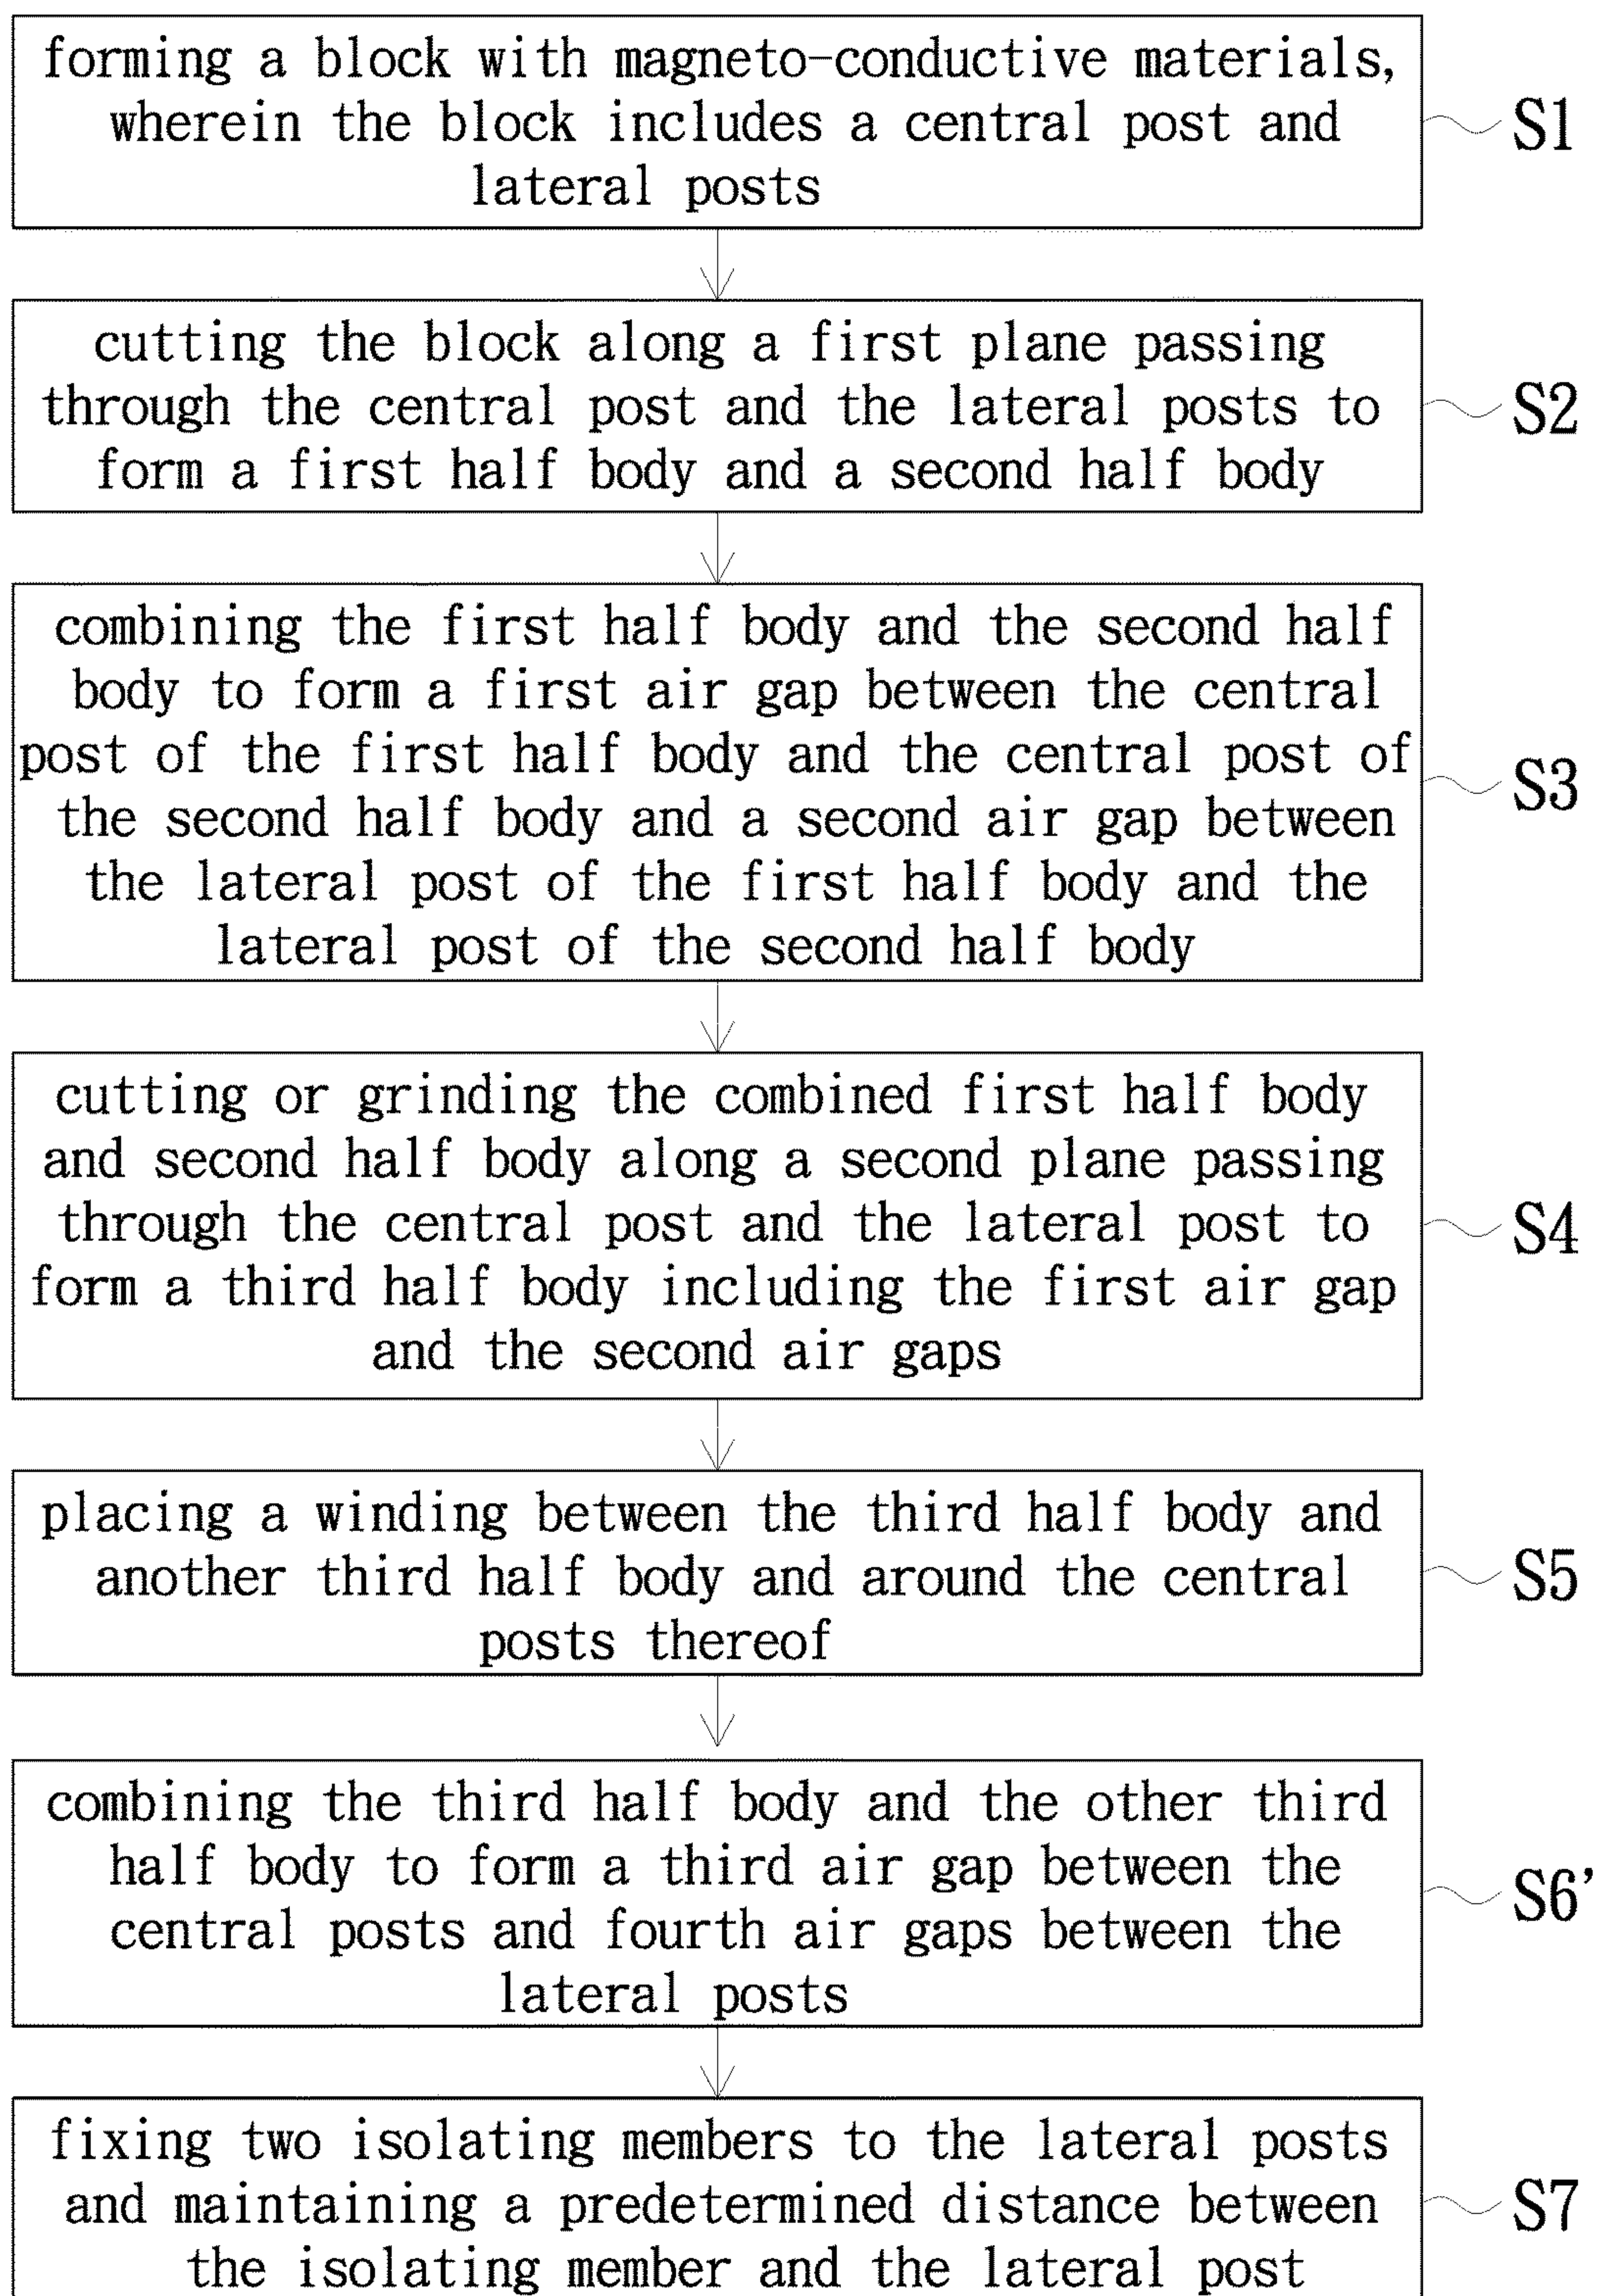 forming a block with magneto-conductive materials,
wherein the block includes a central post and
lateral posts
S1
cutting the block along a first plane passing
through the central post and the lateral posts to
form a first half body and a second half body
S2
combining the first half body and the second half
body to form a first air gap between the central
post of the first half body and the central post of
the second half body and a second air gap between
the lateral post of the first half body and the
lateral post of the second half body
S3
cutting or grinding the combined first half body
and second half body along a second plane passing
through the central post and the lateral post to
form a third half body including the first air gap
and the second air gaps
S4
placing a winding between the third half body and
another third half body and around the central
posts thereof
S5
combining the third half body and the other third
half body to form a third air gap between the
central posts and fourth air gaps between the
lateral posts
S6’
fixing two isolating members to the lateral posts
and maintaining a predetermined distance between
the isolating member and the lateral post
S7